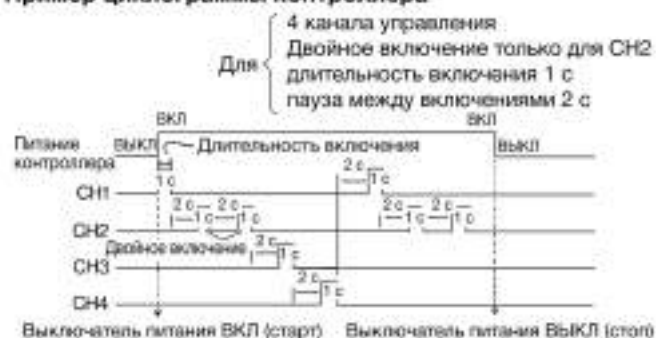 Пример циклограммы контроллера
Для
4 канала управления
Двойное включение только для CH2
длительность включения 1 с
пауза между включениями 2 с
ВКЛ ВКЛ
Питание контроллера
ВЫКЛ Длительность включения ВЫКЛ
1 с 2 с 1 с
CH1
2 с 2 с 2 с 2 с
1 с 1 с 1 с 1 с
CH2
Двойное включение 2 с
1 с
CH3
2 с
1 с
CH4
Выключатель питания ВКЛ (старт) Выключатель питания ВЫКЛ (стоп)